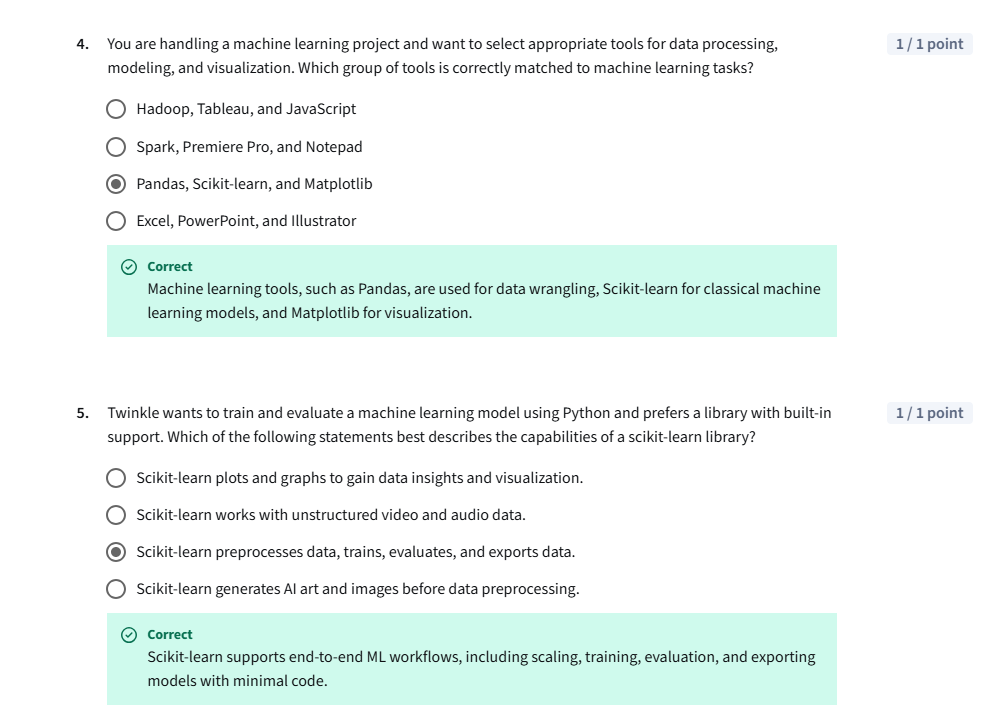 4. You are handling a machine learning project and want to select appropriate tools for data processing, 1 / 1 point
modeling, and visualization. Which group of tools is correctly matched to machine learning tasks?
Hadoop, Tableau, and JavaScript
Spark, Premiere Pro, and Notepad
Pandas, Scikit-learn, and Matplotlib
Excel, PowerPoint, and Illustrator
Correct
Machine learning tools, such as Pandas, are used for data wrangling, Scikit-learn for classical machine
learning models, and Matplotlib for visualization.
5. Twinkle wants to train and evaluate a machine learning model using Python and prefers a library with built-in 1 / 1 point
support. Which of the following statements best describes the capabilities of a scikit-learn library?
Scikit-learn plots and graphs to gain data insights and visualization.
Scikit-learn works with unstructured video and audio data.
Scikit-learn preprocesses data, trains, evaluates, and exports data.
Scikit-learn generates AI art and images before data preprocessing.
Correct
Scikit-learn supports end-to-end ML workflows, including scaling, training, evaluation, and exporting
models with minimal code.